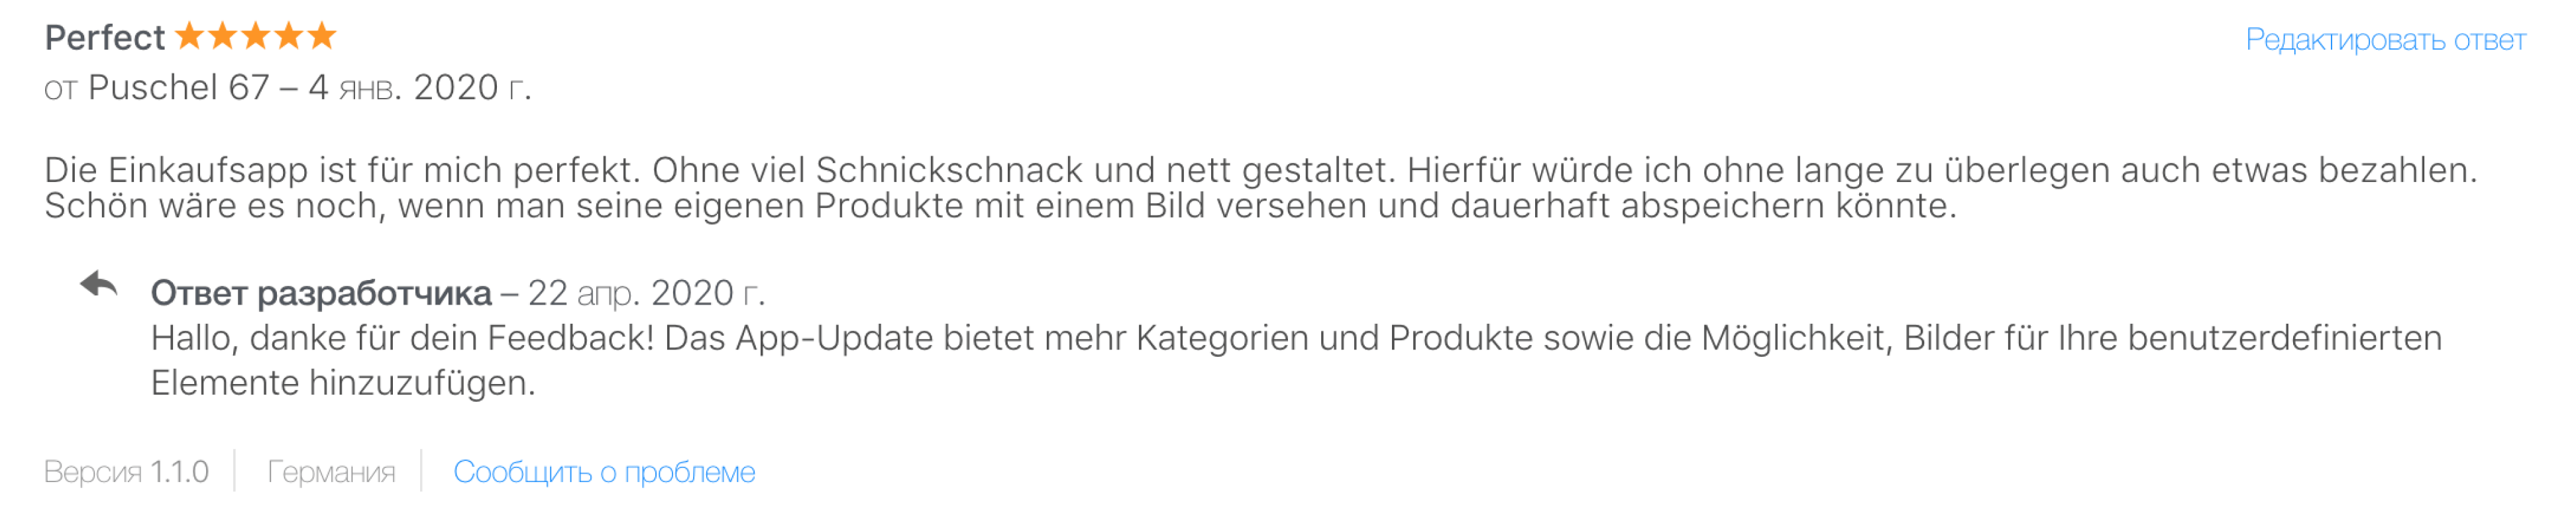 Perfect ★★★★★
Редактировать ответ
от Puschel 67 – 4 янв. 2020 г.
Die Einkaufsapp ist für mich perfekt. Ohne viel Schnickschnack und nett gestaltet. Hierfür würde ich ohne lange zu überlegen auch etwas bezahlen.
Schön wäre es noch, wenn man seine eigenen Produkte mit einem Bild versehen und dauerhaft abspeichern könnte.
Ответ разработчика – 22 апр. 2020 г.
Hallo, danke für dein Feedback! Das App-Update bietet mehr Kategorien und Produkte sowie die Möglichkeit, Bilder für Ihre benutzerdefinierten
Elemente hinzuzufügen.
Версия 1.1.0 Германия Сообщить о проблеме